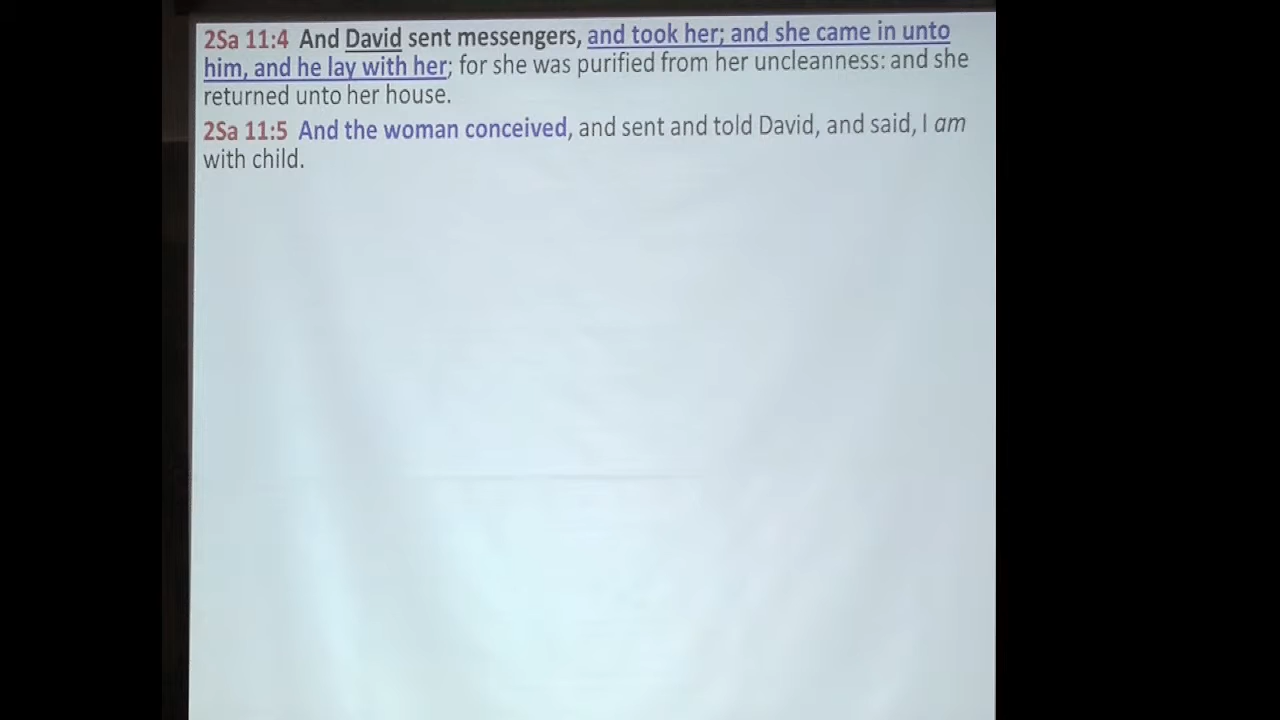 2Sa 11:4 And David sent messengers, and took her; and she came in unto
him, and he lay with her; for she was purified from her uncleanness: and she
returned unto her house.
2Sa 11:5 And the woman conceived, and sent and told David, and said, I am
with child.